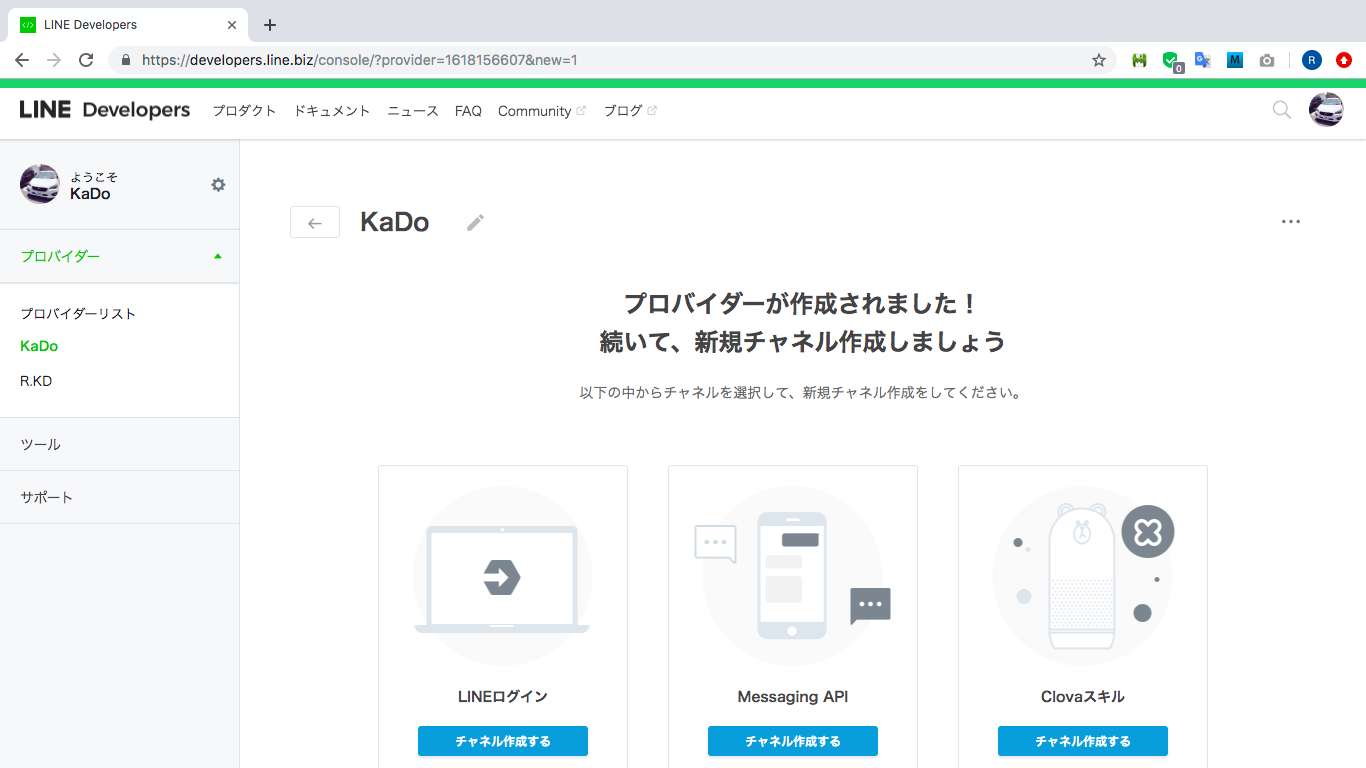 LINE Developers
https://developers.line.biz/console/?provider=1618156607&new=1
0
M
R
LINE Developers プロダクト ドキュメント ニュース FAQ Community ブログ
ようこそ
KaDo
プロバイダー
プロバイダーリスト
KaDo
R.KD
ツール
サポート
KaDo
プロバイダーが作成されました！
続いて、新規チャネル作成しましょう
以下の中からチャネルを選択して、新規チャネル作成をしてください。
LINEログイン
チャネル作成する
Messaging API
チャネル作成する
Clovaスキル
チャネル作成する